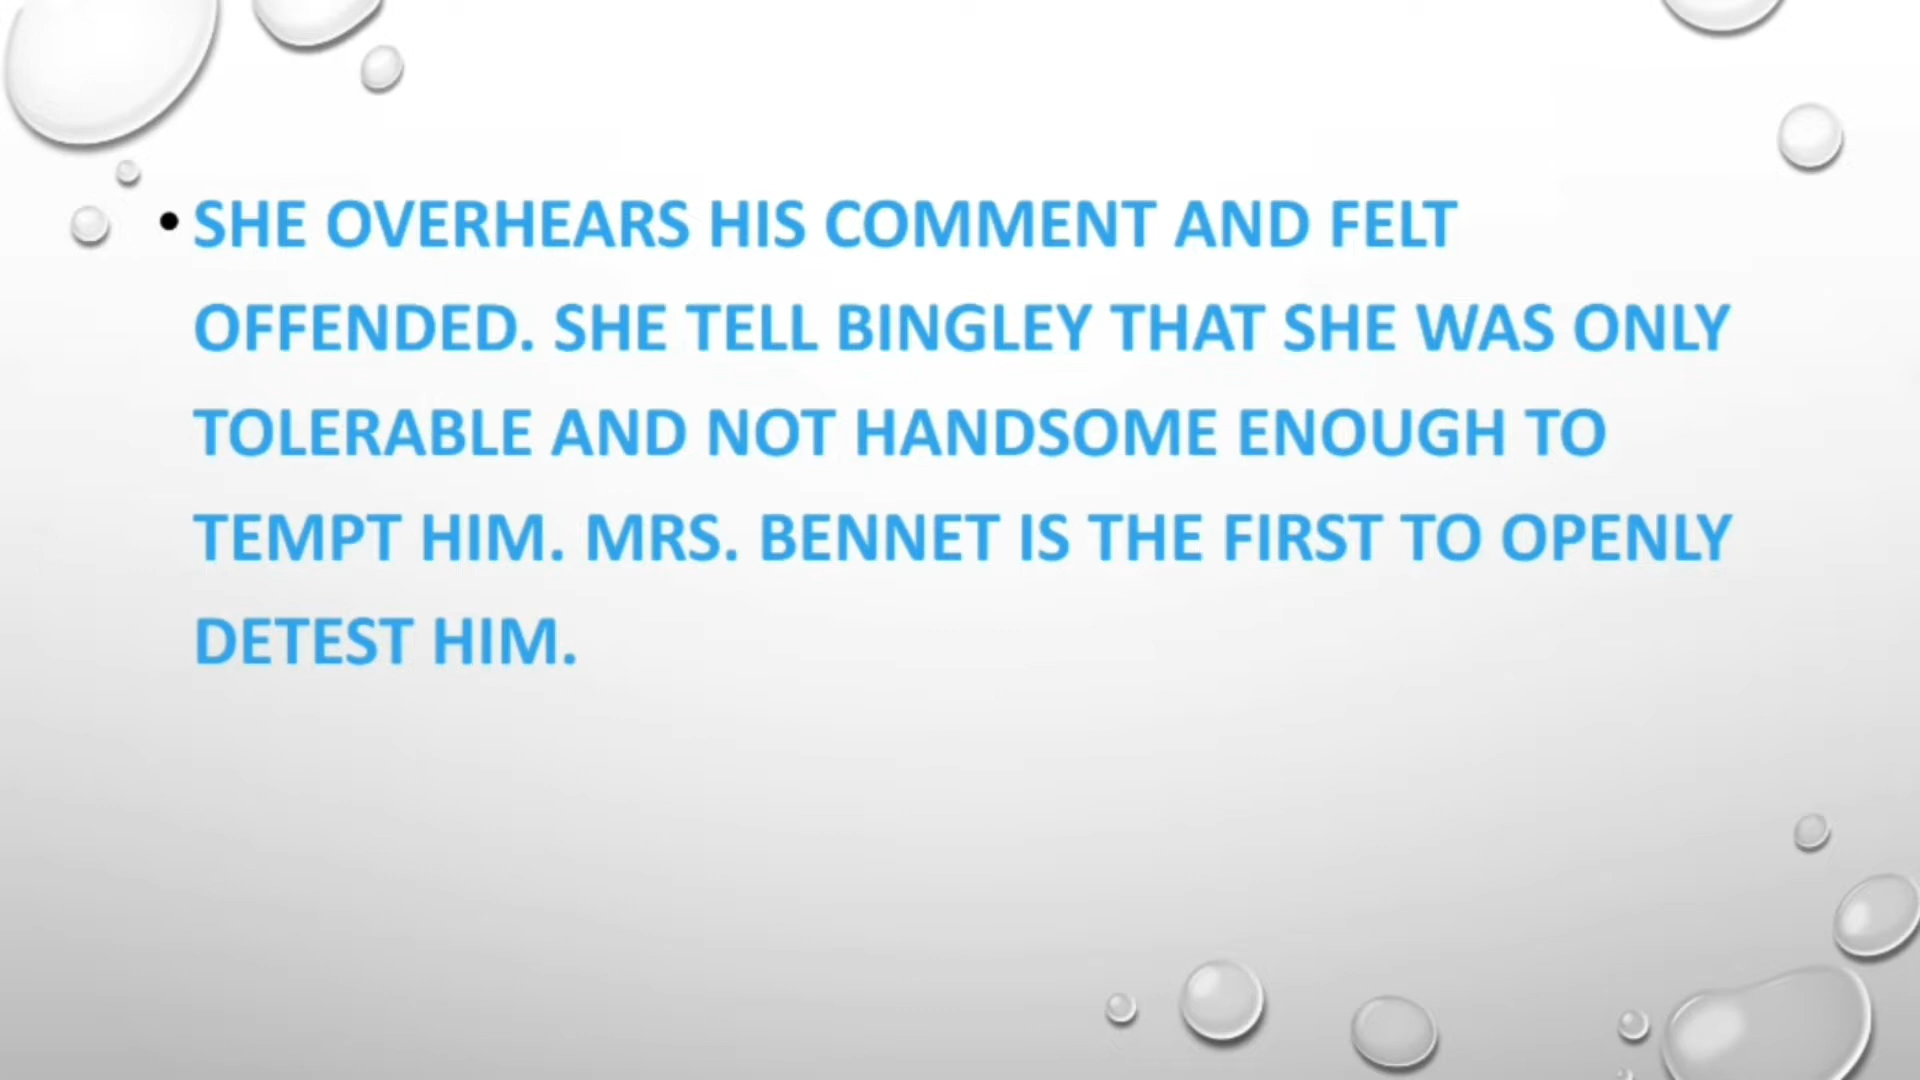 • SHE OVERHEARS HIS COMMENT AND FELT
OFFENDED. SHE TELL BINGLEY THAT SHE WAS ONLY
TOLERABLE AND NOT HANDSOME ENOUGH TO
TEMPT HIM. MRS. BENNET IS THE FIRST TO OPENLY
DETEST HIM.